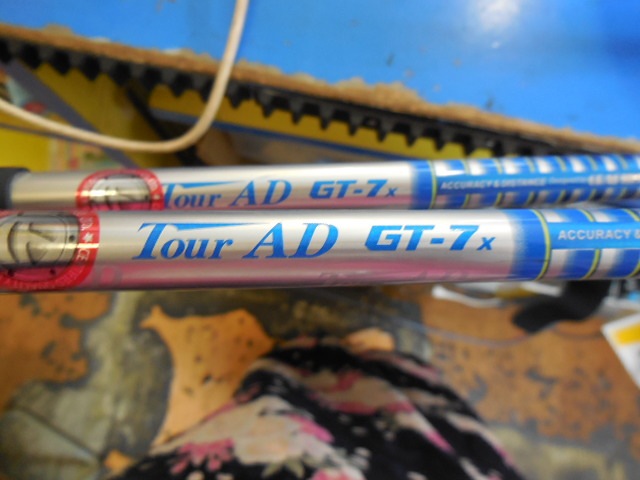 Tour AD GT-7x ACCURACY & DISTANCE
Tour AD GT-7x ACCURACY &